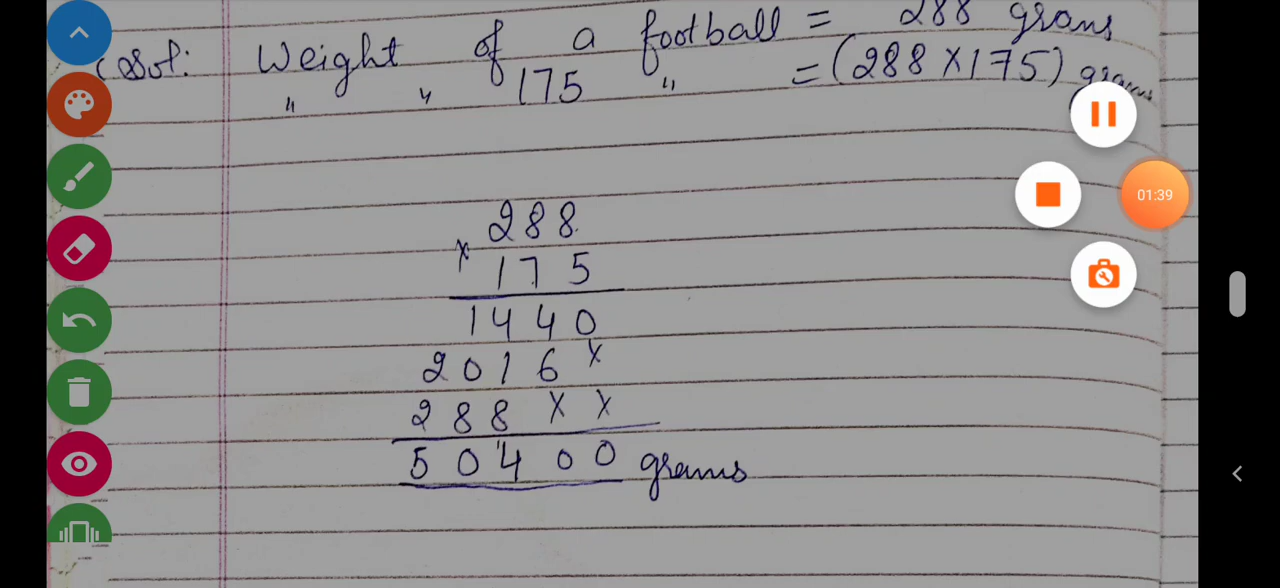 Sol: Weight of a football = 288 grams
" " 175 " = (288 X 175) grams
288
x 175
1440
2016 x
288 x x
50400 grams
01:39